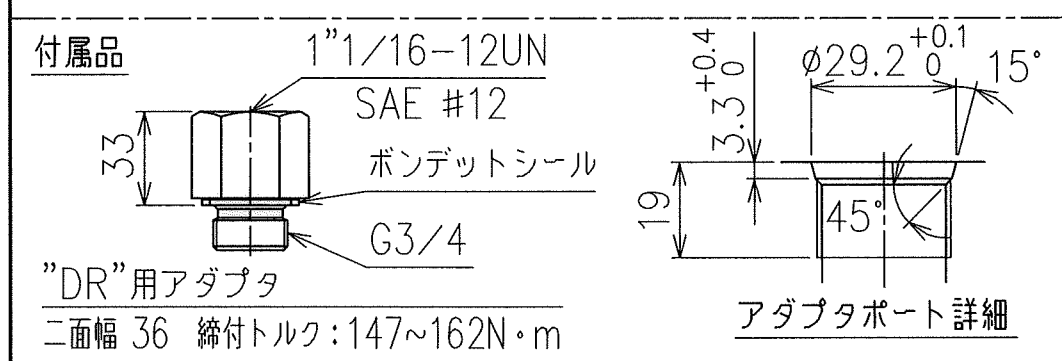 付属品
1"1/16-12UN
SAE #12
33
ボンデットシール
G3/4
"DR"用アダプタ
二面幅 36 締付トルク:147~162N・m
3.3 +0.4 0
φ29.2 +0.1 0
15°
19
45°
アダプタポート詳細